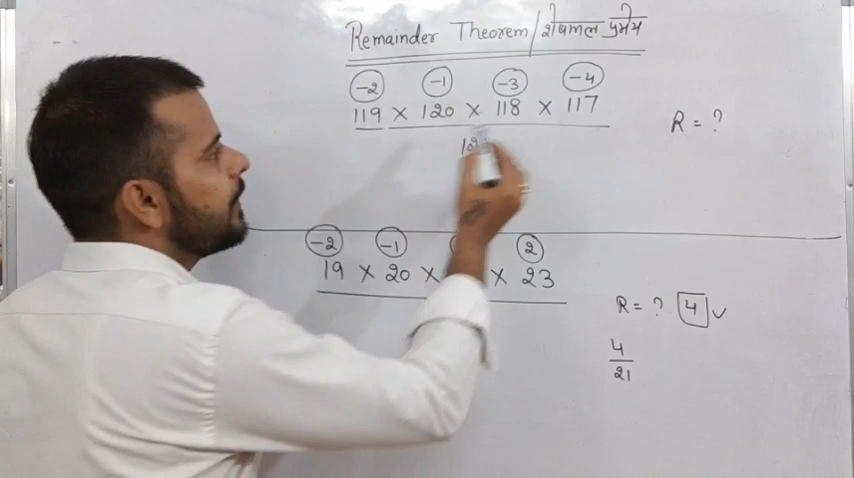 Remainder Theorem/शेषफल प्रमेय
-2 -1 -3 -4
119 × 120 × 118 × 117
R = ?
-2 -1 2
19 × 20 × × 23
R = ? 4 ✓
4
21